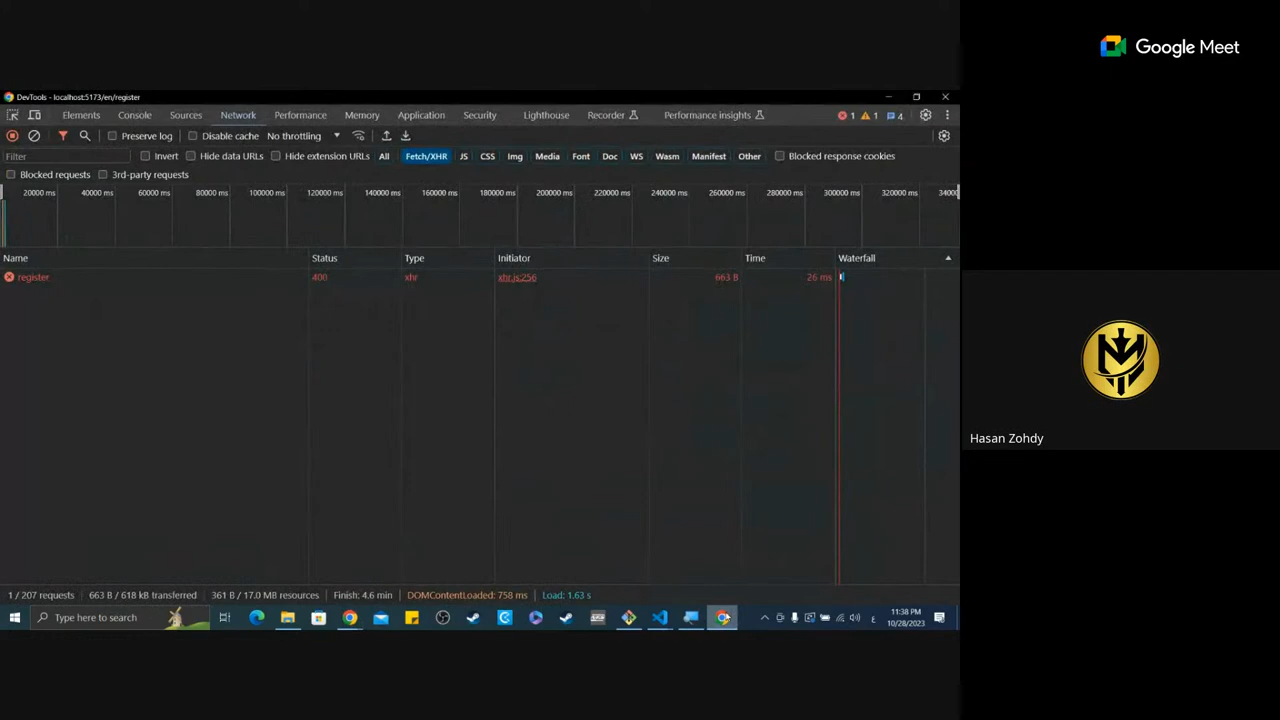 Google Meet
DevTools - localhost:5173/en/register
Elements Console Sources Network Performance Memory Application Security Lighthouse Recorder Performance insights 1 1 4
Preserve log Disable cache No throttling
Filter Invert Hide data URLs Hide extension URLs All Fetch/XHR JS CSS Img Media Font Doc WS Wasm Manifest Other Blocked response cookies
Blocked requests 3rd-party requests
20000 ms 40000 ms 60000 ms 80000 ms 100000 ms 120000 ms 140000 ms 160000 ms 180000 ms 200000 ms 220000 ms 240000 ms 260000 ms 280000 ms 300000 ms 320000 ms 34000
Name Status Type Initiator Size Time Waterfall
register 400 xhr xhr.js:256 663 B 26 ms
Hasan Zohdy
1 / 207 requests 663 B / 618 kB transferred 361 B / 17.0 MB resources Finish: 4.6 min DOMContentLoaded: 758 ms Load: 1.63 s
Type here to search ع 11:38 PM
10/28/2023